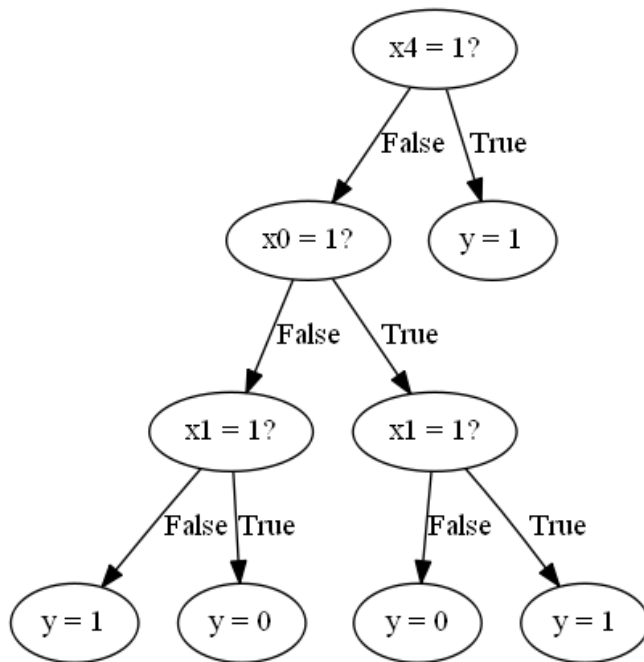 x4 = 1?
False True
x0 = 1? y = 1
False True
x1 = 1? x1 = 1?
False True False True
y = 1 y = 0 y = 0 y = 1